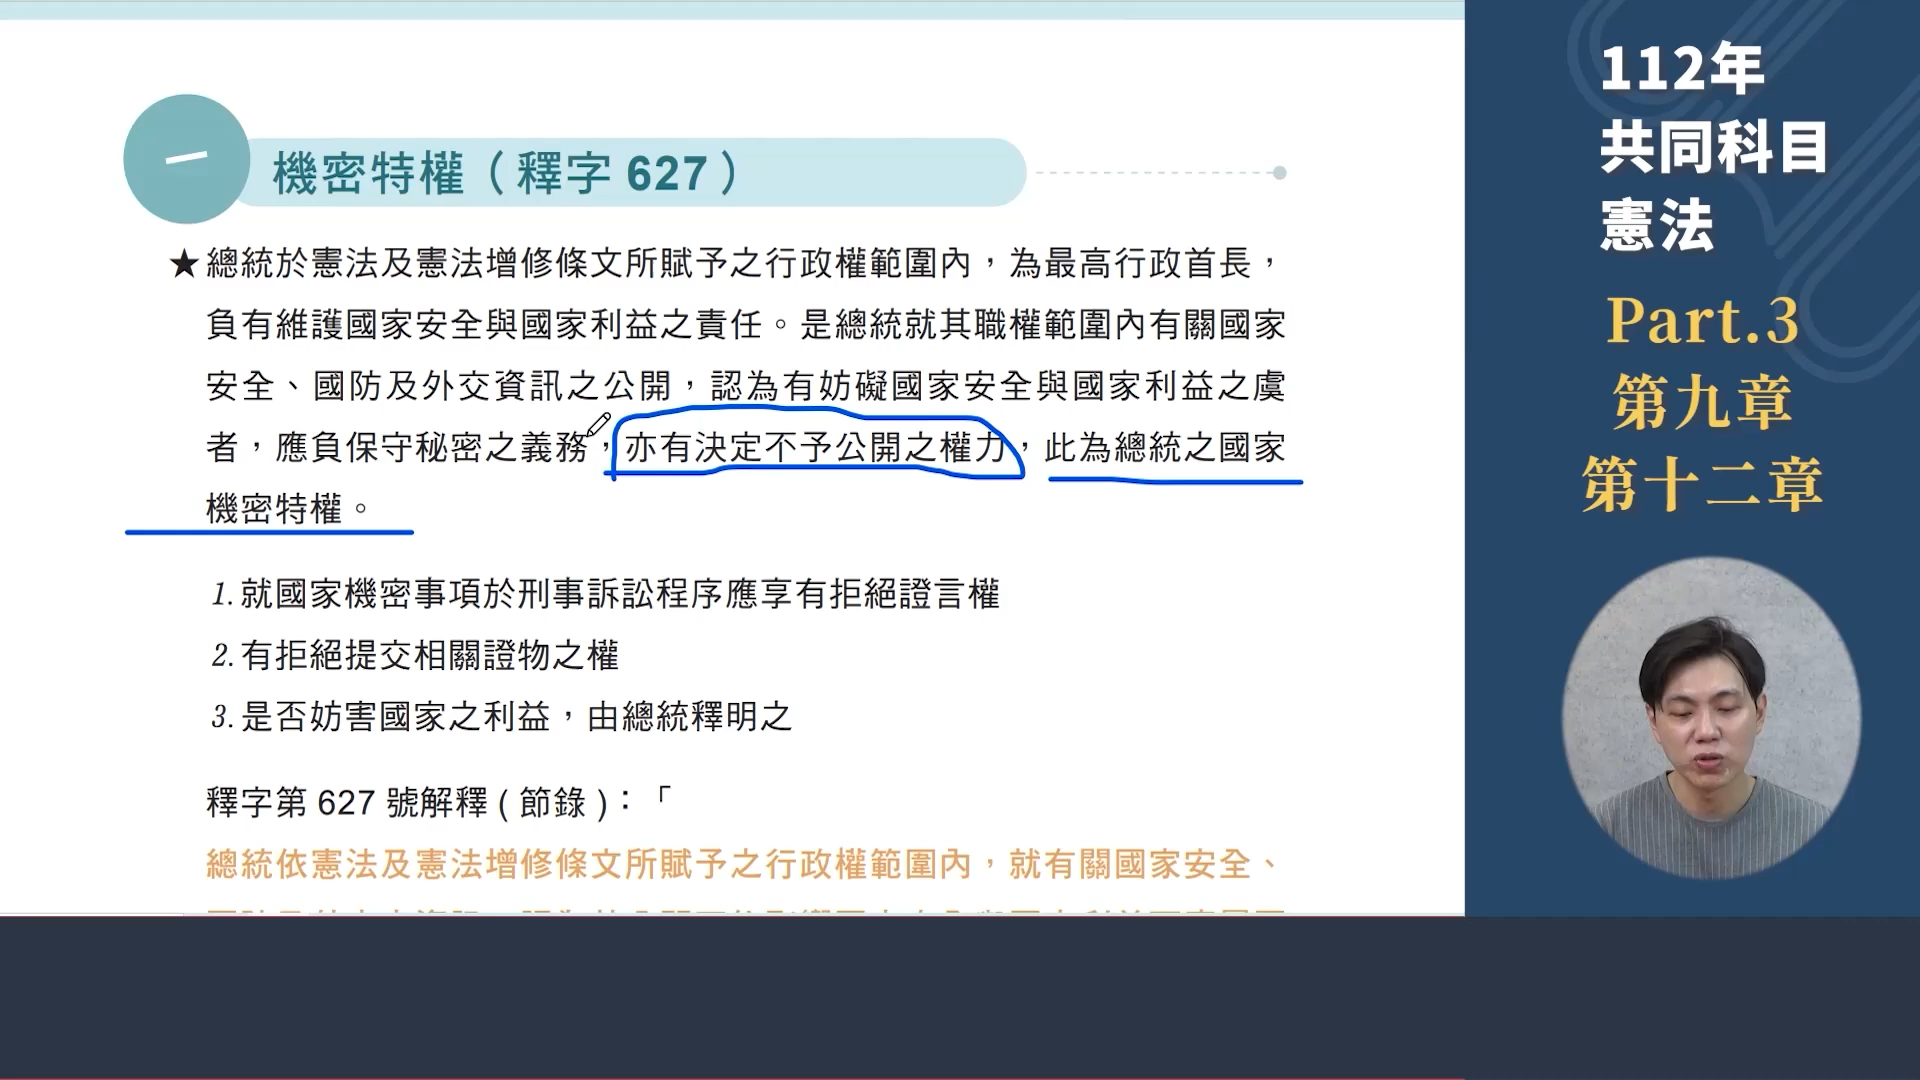 一
機密特權（釋字 627）
★總統於憲法及憲法增修條文所賦予之行政權範圍內，為最高行政首長，
負有維護國家安全與國家利益之責任。是總統就其職權範圍內有關國家
安全、國防及外交資訊之公開，認為有妨礙國家安全與國家利益之虞
者，應負保守秘密之義務，亦有決定不予公開之權力，此為總統之國家
機密特權。
1. 就國家機密事項於刑事訴訟程序應享有拒絕證言權
2. 有拒絕提交相關證物之權
3. 是否妨害國家之利益，由總統釋明之
釋字第 627 號解釋 ( 節錄 )：「
總統依憲法及憲法增修條文所賦予之行政權範圍內，就有關國家安全、
112年
共同科目
憲法
Part.3
第九章
第十二章